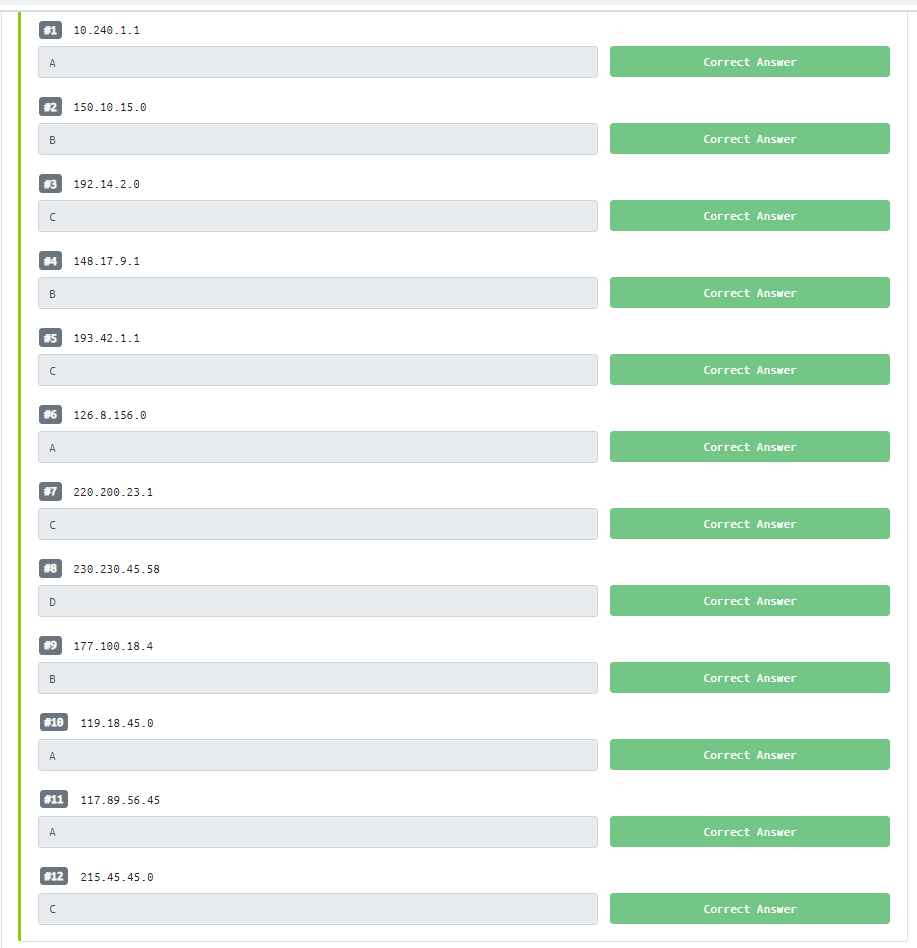 #1 10.240.1.1
A Correct Answer
#2 150.10.15.0
B Correct Answer
#3 192.14.2.0
C Correct Answer
#4 148.17.9.1
B Correct Answer
#5 193.42.1.1
C Correct Answer
#6 126.8.156.0
A Correct Answer
#7 220.200.23.1
C Correct Answer
#8 230.230.45.58
D Correct Answer
#9 177.100.18.4
B Correct Answer
#10 119.18.45.0
A Correct Answer
#11 117.89.56.45
A Correct Answer
#12 215.45.45.0
C Correct Answer